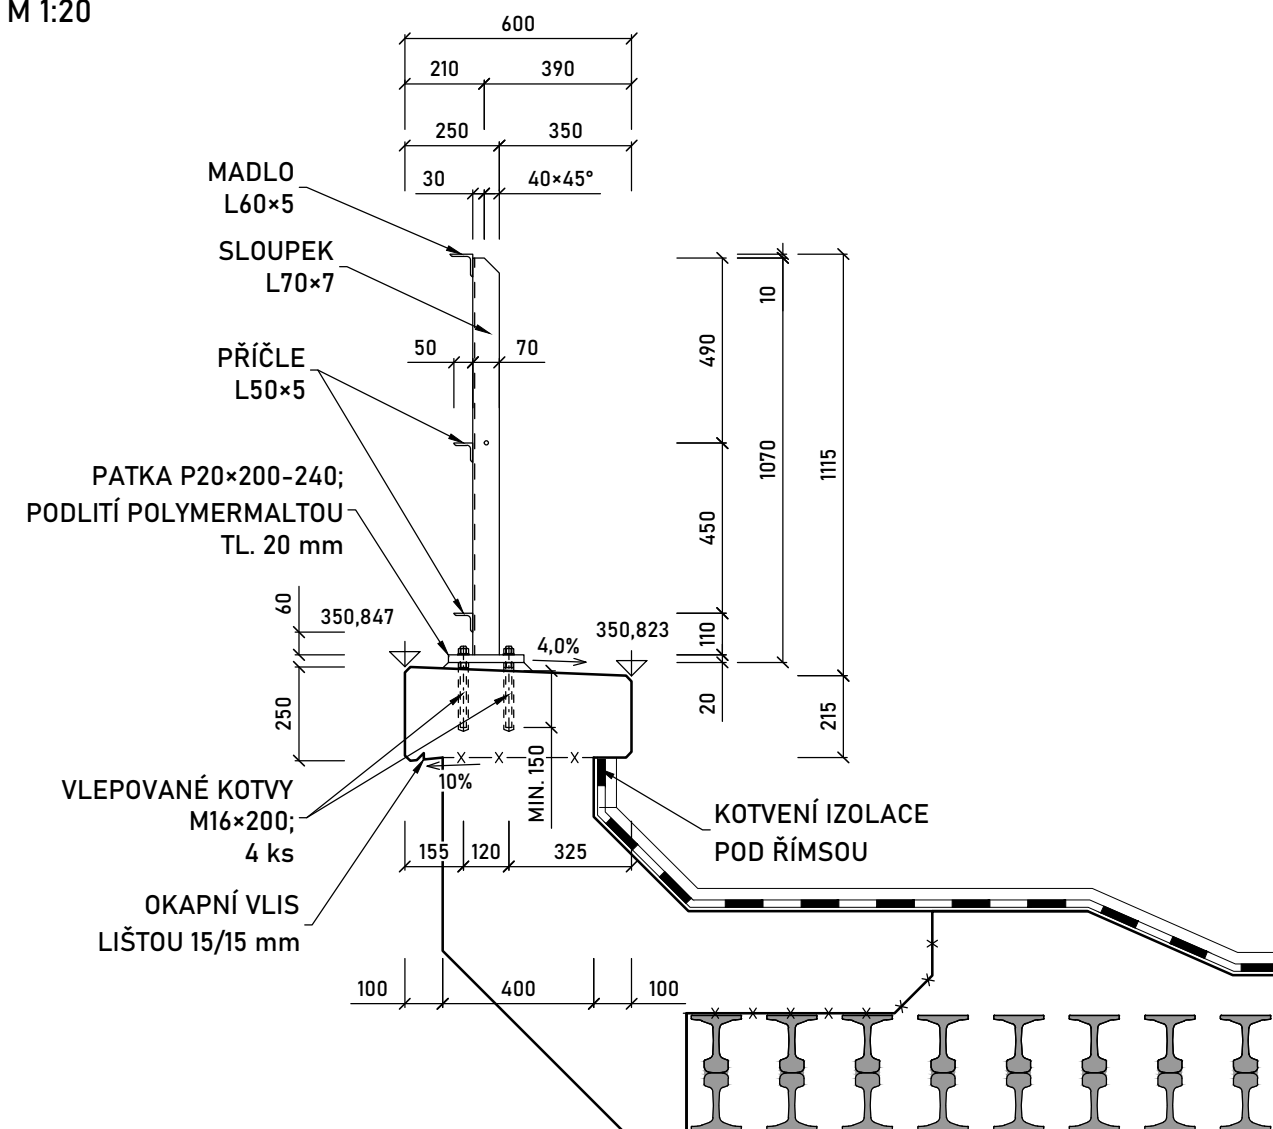 M 1:20
600
210
390
250
350
30
40×45°
MADLO
L60×5
SLOUPEK
L70×7
10
50
70
490
PŘÍČLE
L50×5
1070
1115
PATKA P20×200-240;
PODLITÍ POLYMERMALTOU
TL. 20 mm
450
60
350,847
350,823
110
4,0%
250
20
215
10%
MIN. 150
VLEPOVANÉ KOTVY
M16×200;
4 ks
KOTVENÍ IZOLACE
POD ŘÍMSOU
155
120
325
OKAPNÍ VLIS
LIŠTOU 15/15 mm
100
400
100